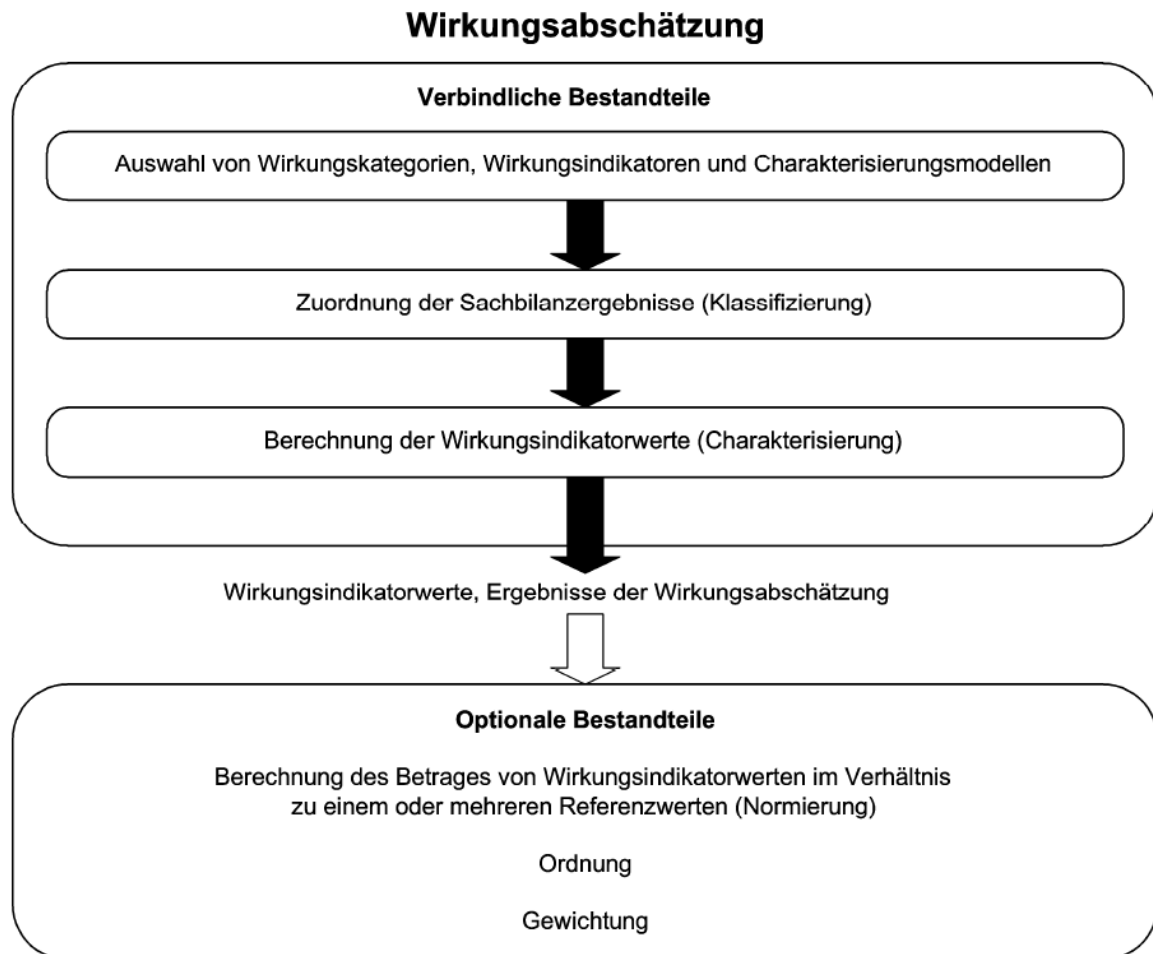 Wirkungsabschätzung
Verbindliche Bestandteile
Auswahl von Wirkungskategorien, Wirkungsindikatoren und Charakterisierungsmodellen
Zuordnung der Sachbilanzergebnisse (Klassifizierung)
Berechnung der Wirkungsindikatorwerte (Charakterisierung)
Wirkungsindikatorwerte, Ergebnisse der Wirkungsabschätzung
Optionale Bestandteile
Berechnung des Betrages von Wirkungsindikatorwerten im Verhältnis
zu einem oder mehreren Referenzwerten (Normierung)
Ordnung
Gewichtung